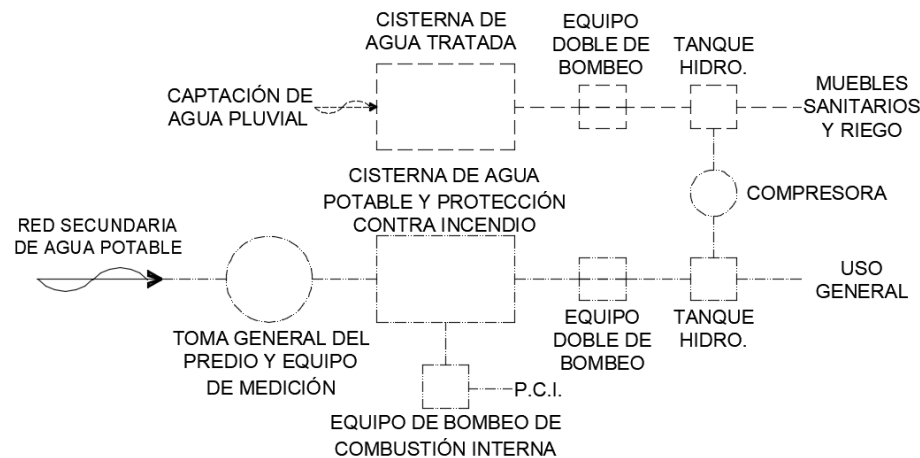 CISTERNA DE
AGUA TRATADA
EQUIPO
DOBLE DE
BOMBEO
TANQUE
HIDRO.
CAPTACIÓN DE
AGUA PLUVIAL
MUEBLES
SANITARIOS
Y RIEGO
CISTERNA DE AGUA
POTABLE Y PROTECCIÓN
CONTRA INCENDIO
COMPRESORA
RED SECUNDARIA
DE AGUA POTABLE
USO
GENERAL
TOMA GENERAL DEL
PREDIO Y EQUIPO
DE MEDICIÓN
EQUIPO
DOBLE DE
BOMBEO
TANQUE
HIDRO.
P.C.I.
EQUIPO DE BOMBEO DE
COMBUSTIÓN INTERNA